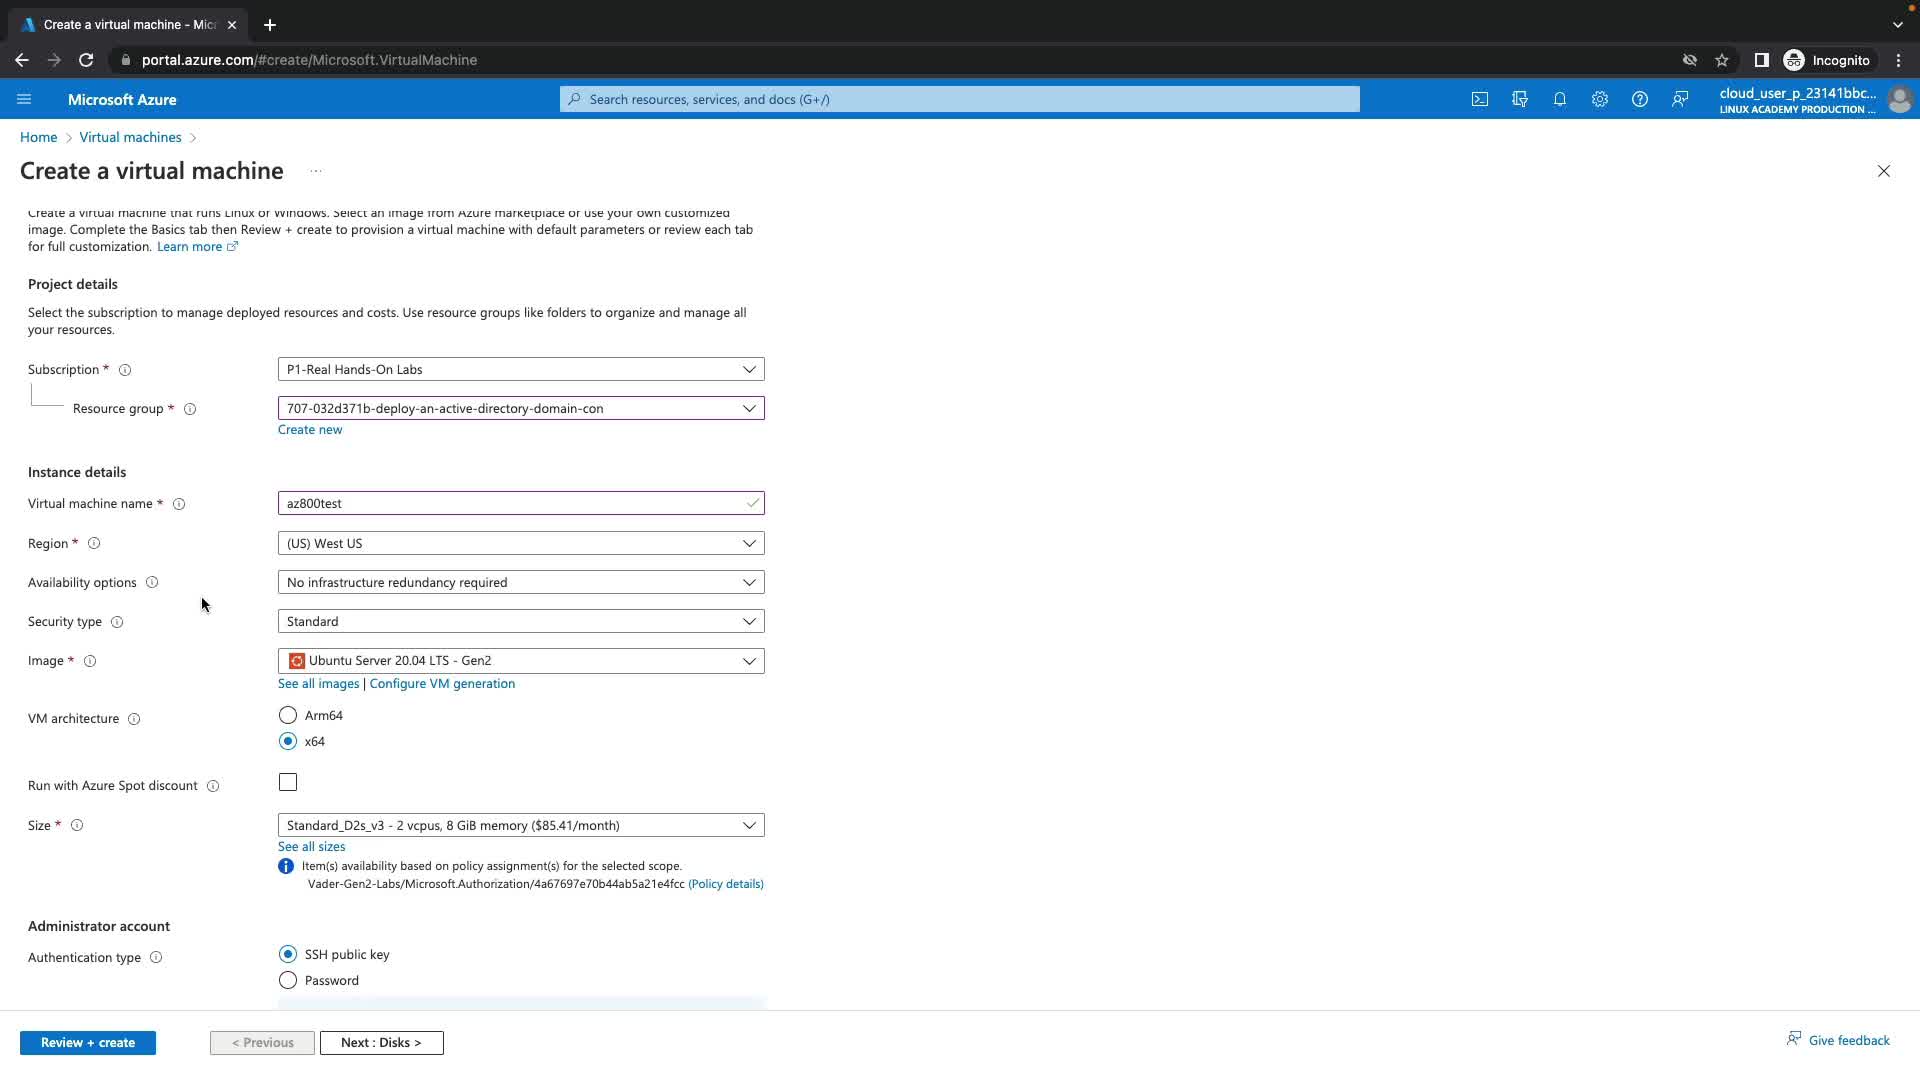 Create a virtual machine - Mic
portal.azure.com/#create/Microsoft.VirtualMachine
Incognito
Microsoft Azure
Search resources, services, and docs (G+/)
cloud_user_p_23141bbc...
LINUX ACADEMY PRODUCTION ...
Home > Virtual machines >
Create a virtual machine ...
Create a virtual machine that runs Linux or Windows. Select an image from Azure marketplace or use your own customized
image. Complete the Basics tab then Review + create to provision a virtual machine with default parameters or review each tab
for full customization. Learn more
Project details
Select the subscription to manage deployed resources and costs. Use resource groups like folders to organize and manage all
your resources.
Subscription *
P1-Real Hands-On Labs
Resource group *
707-032d371b-deploy-an-active-directory-domain-con
Create new
Instance details
Virtual machine name *
az800test
Region *
(US) West US
Availability options
No infrastructure redundancy required
Security type
Standard
Image *
Ubuntu Server 20.04 LTS - Gen2
See all images | Configure VM generation
VM architecture
Arm64
x64
Run with Azure Spot discount
Size *
Standard_D2s_v3 - 2 vcpus, 8 GiB memory ($85.41/month)
See all sizes
Item(s) availability based on policy assignment(s) for the selected scope.
Vader-Gen2-Labs/Microsoft.Authorization/4a67697e70b44ab5a21e4fcc (Policy details)
Administrator account
Authentication type
SSH public key
Password
Review + create
< Previous
Next : Disks >
Give feedback